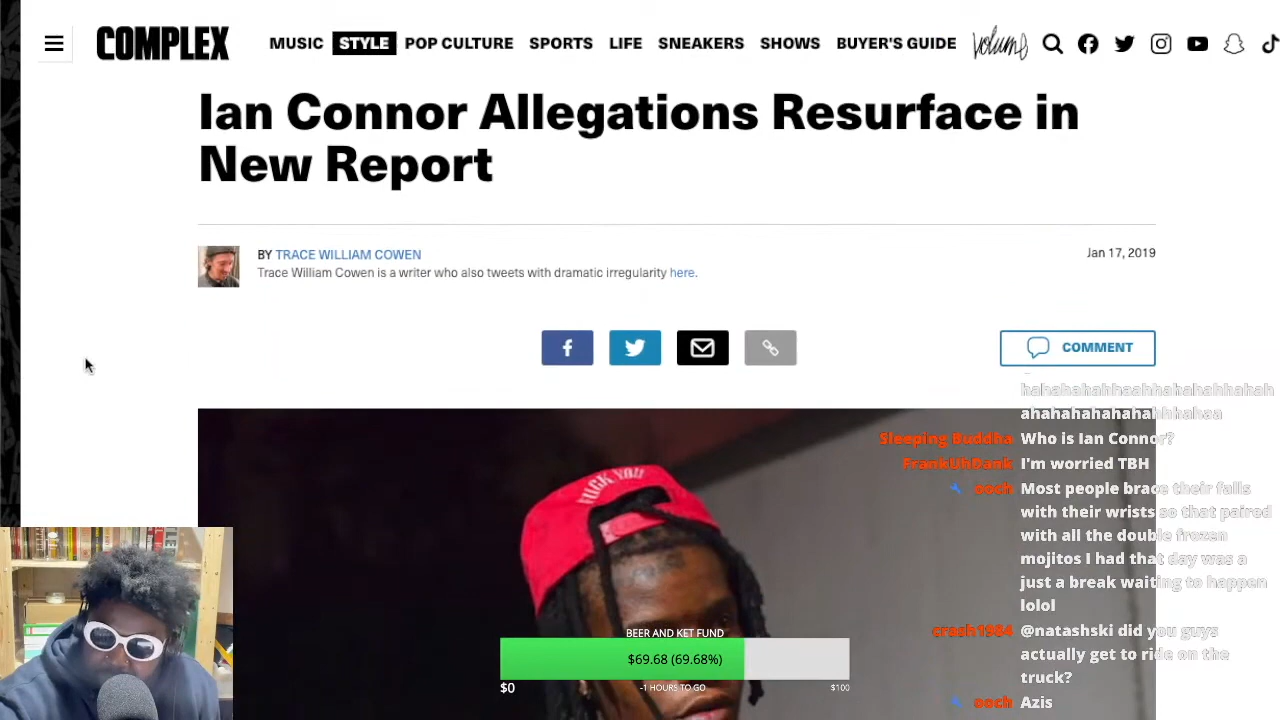 COMPLEX
MUSIC STYLE POP CULTURE SPORTS LIFE SNEAKERS SHOWS BUYER'S GUIDE Volume
Ian Connor Allegations Resurface in
New Report
BY TRACE WILLIAM COWEN
Jan 17, 2019
Trace William Cowen is a writer who also tweets with dramatic irregularity here.
COMMENT
hahahahahhaahhahahahhahah
ahahahahahahahhhahaa
Sleeping Buddha Who is Ian Connor?
FrankUhDank I'm worried TBH
ooch Most people brace their falls
with their wrists so that paired
with all the double frozen
mojitos I had that day was a
just a break waiting to happen
lolol
crash1984 @natashski did you guys
actually get to ride on the
truck?
ooch Azis
FUCK YOU
BEER AND KET FUND
$69.68 (69.68%)
$0 -1 HOURS TO GO $100